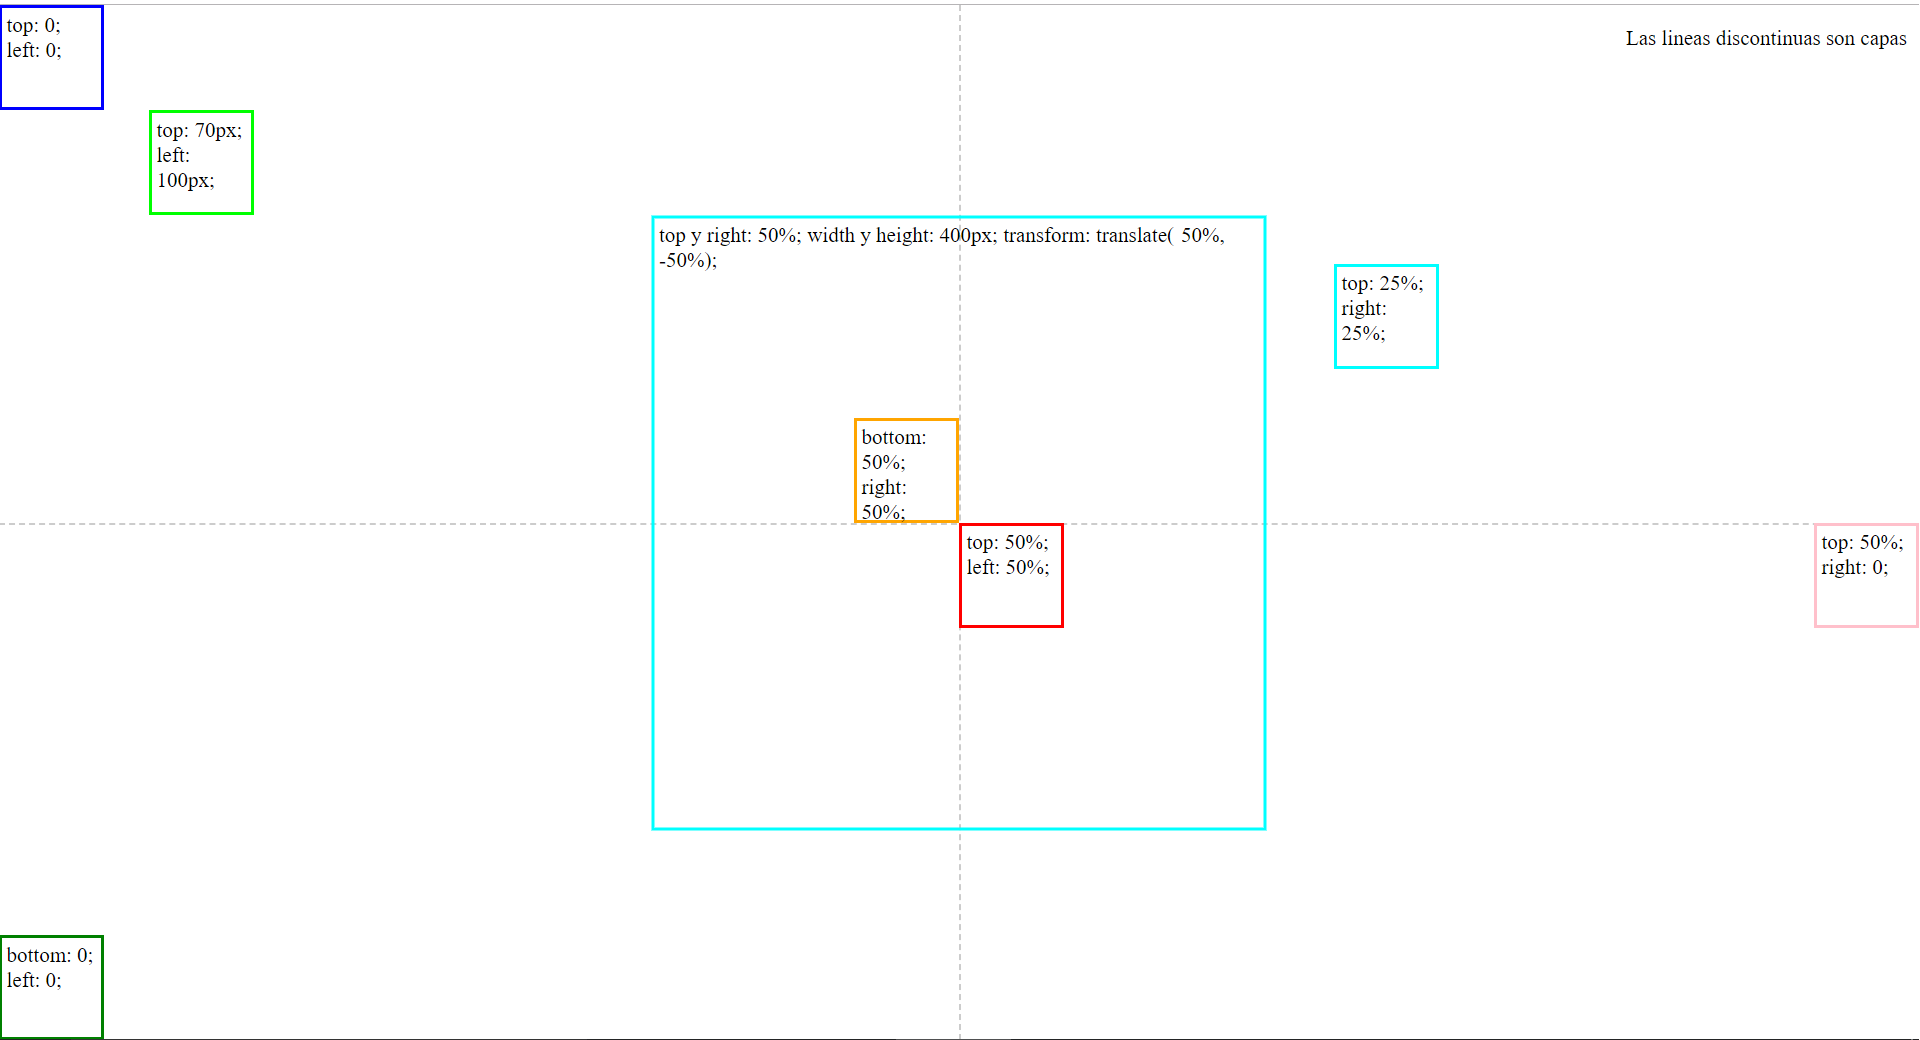 top: 0;
left: 0;
Las lineas discontinuas son capas
top: 70px;
left:
100px;
top y right: 50%; width y height: 400px; transform: translate( 50%,
-50%);
top: 25%;
right:
25%;
bottom:
50%;
right:
50%;
top: 50%;
left: 50%;
top: 50%;
right: 0;
bottom: 0;
left: 0;